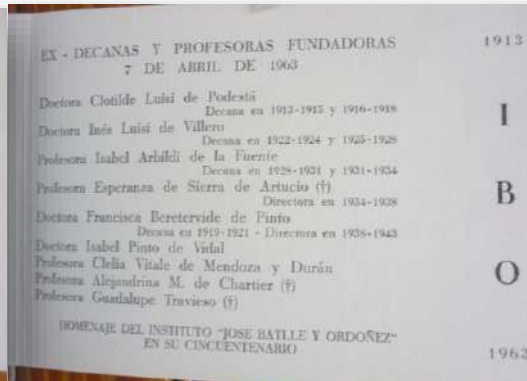 EX - DECANAS Y PROFESORAS FUNDADORAS
7 DE ABRIL DE 1963
Doctora Clotilde Luisi de Podestá
Decana en 1913-1915 y 1916-1918
Doctora Inés Luisi de Villero
Decana en 1922-1924 y 1925-1928
Profesora Isabel Arbildi de la Fuente
Decana en 1928-1931 y 1931-1934
Profesora Esperanza de Sierra de Artucio (†)
Directora en 1934-1938
Doctora Francisca Beretervide de Pinto
Decana en 1919-1921 - Directora en 1938-1943
Doctora Isabel Pinto de Vidal
Profesora Clelia Vitale de Mendoza y Durán
Profesora Alejandrina M. de Chartier (†)
Profesora Guadalupe Travieso (†)
HOMENAJE DEL INSTITUTO "JOSE BATLLE Y ORDOÑEZ"
EN SU CINCUENTENARIO
1913
I
B
O
1963